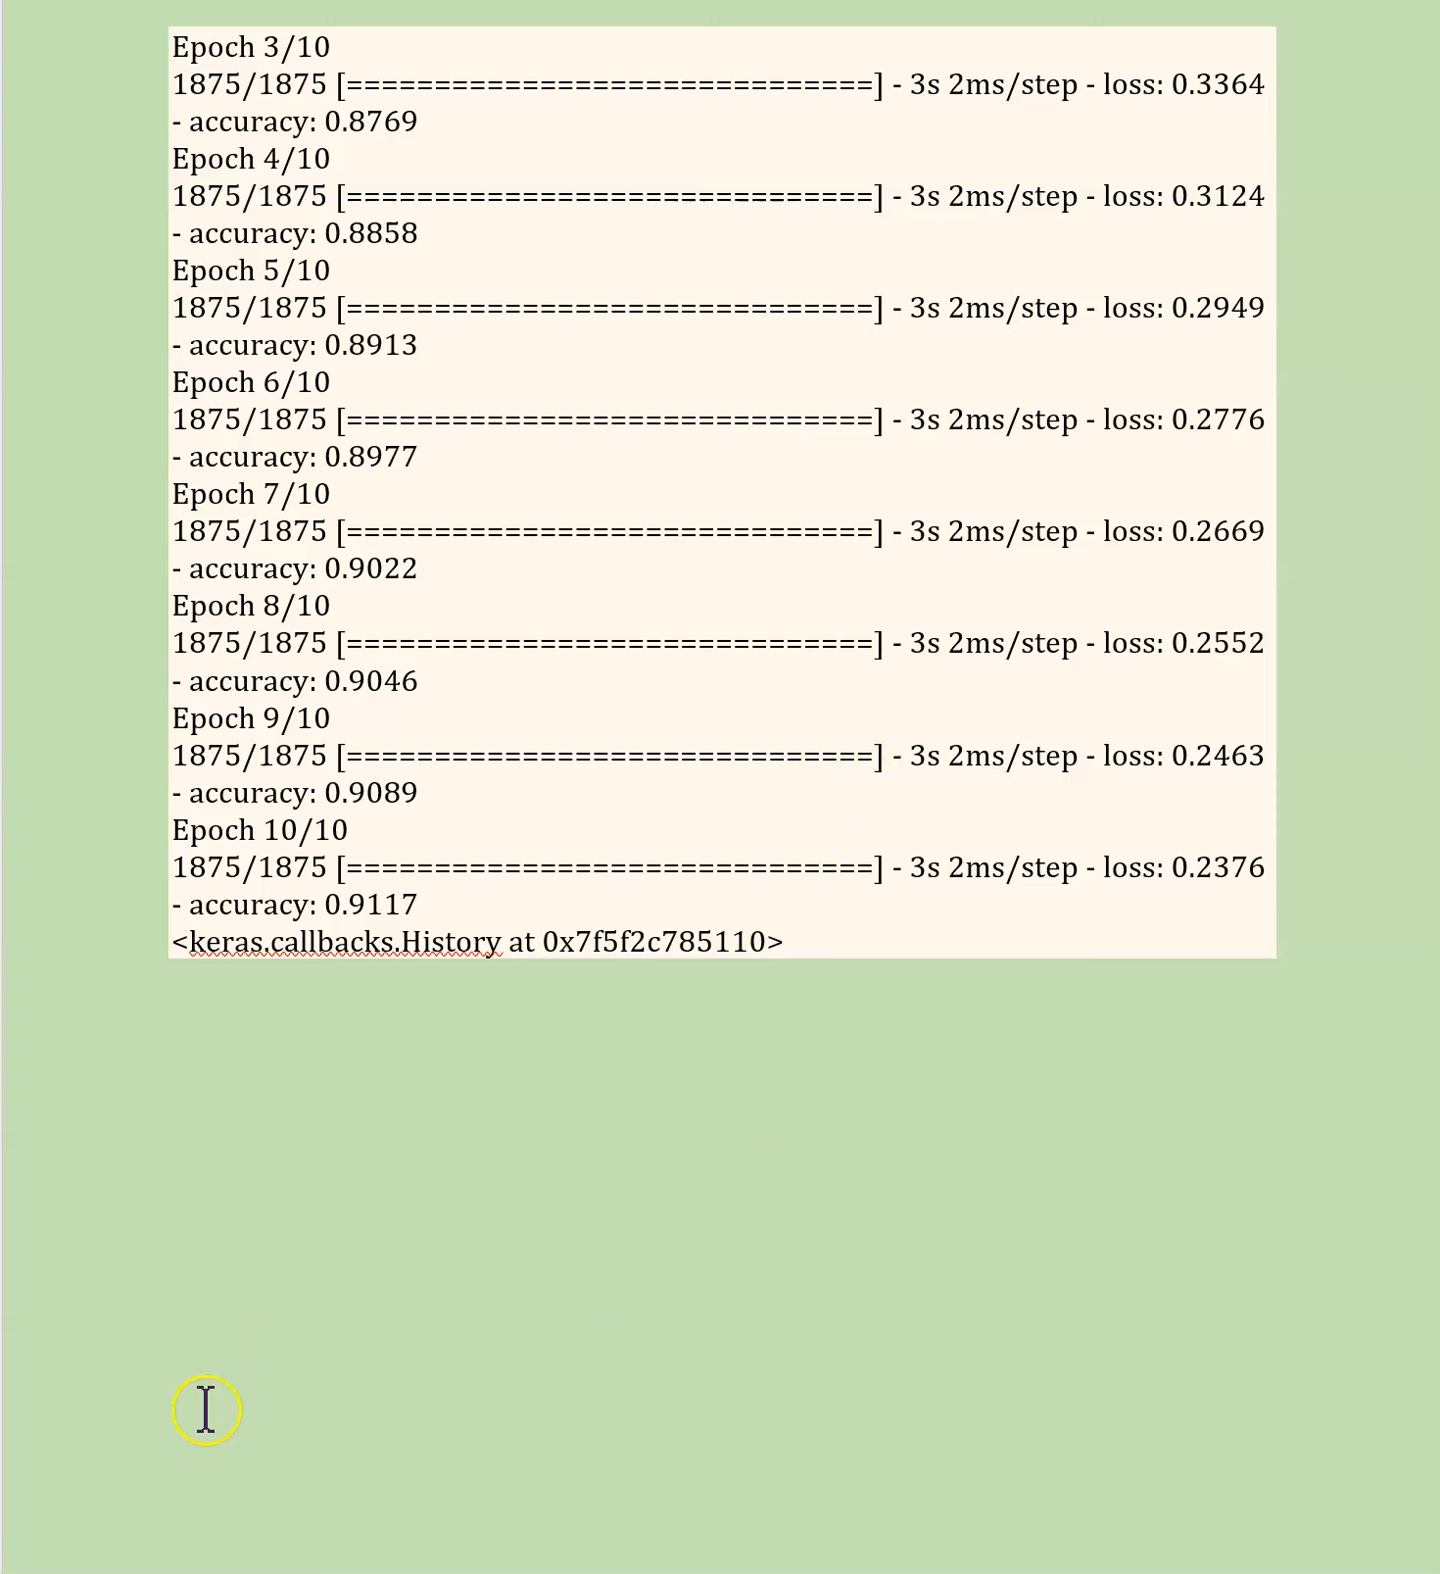 Epoch 3/10
1875/1875 [==============================] - 3s 2ms/step - loss: 0.3364
- accuracy: 0.8769
Epoch 4/10
1875/1875 [==============================] - 3s 2ms/step - loss: 0.3124
- accuracy: 0.8858
Epoch 5/10
1875/1875 [==============================] - 3s 2ms/step - loss: 0.2949
- accuracy: 0.8913
Epoch 6/10
1875/1875 [==============================] - 3s 2ms/step - loss: 0.2776
- accuracy: 0.8977
Epoch 7/10
1875/1875 [==============================] - 3s 2ms/step - loss: 0.2669
- accuracy: 0.9022
Epoch 8/10
1875/1875 [==============================] - 3s 2ms/step - loss: 0.2552
- accuracy: 0.9046
Epoch 9/10
1875/1875 [==============================] - 3s 2ms/step - loss: 0.2463
- accuracy: 0.9089
Epoch 10/10
1875/1875 [==============================] - 3s 2ms/step - loss: 0.2376
- accuracy: 0.9117
<keras.callbacks.History at 0x7f5f2c785110>